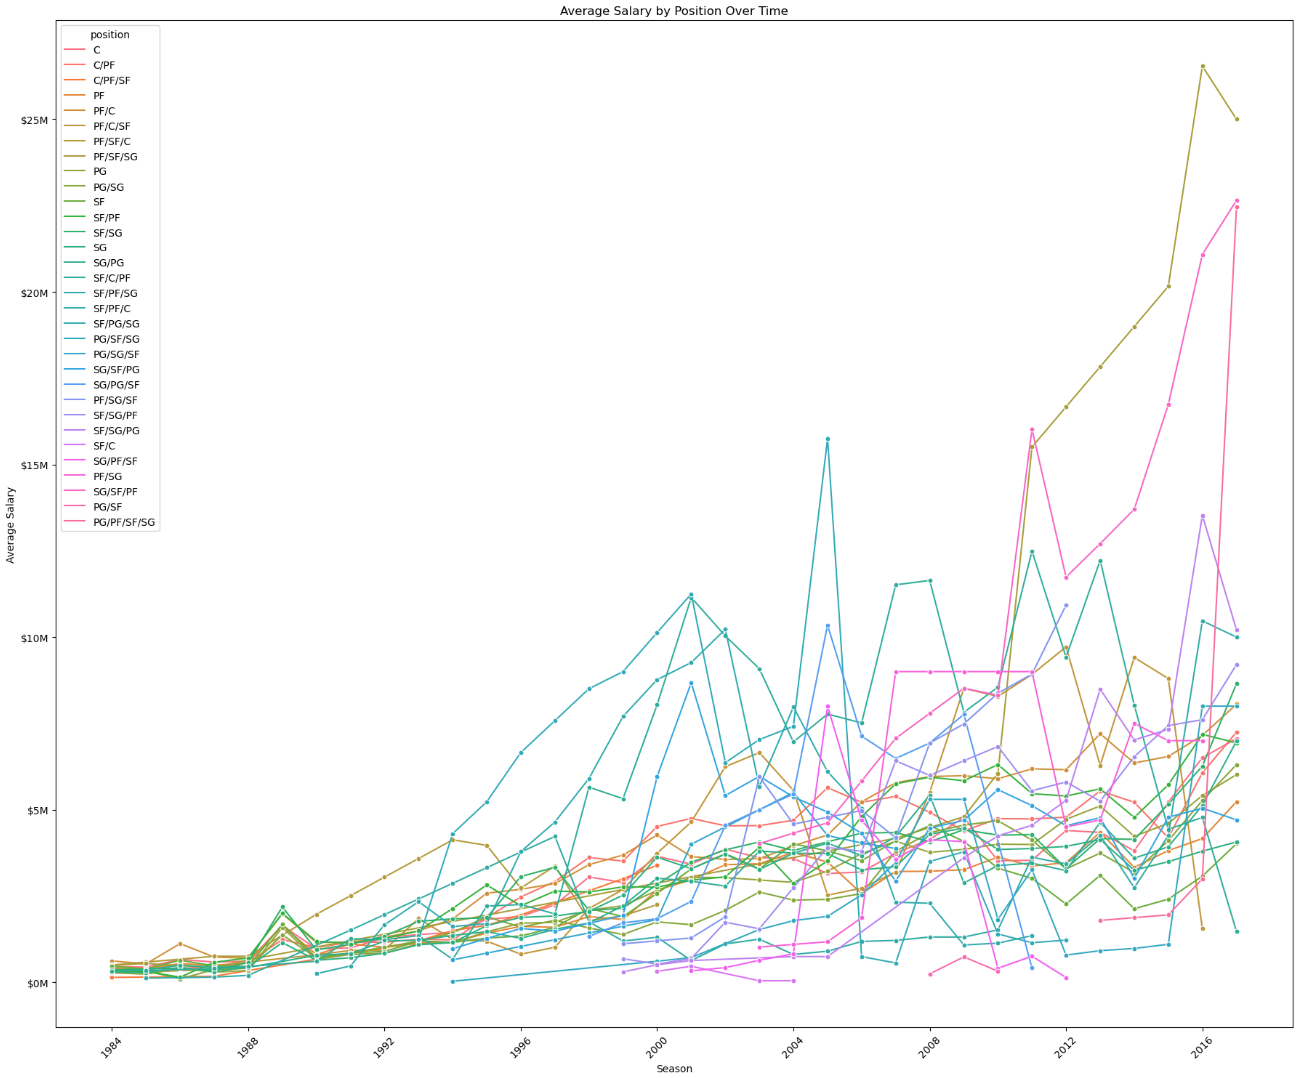 Average Salary by Position Over Time
position
C
C/PF
C/PF/SF
PF
PF/C
PF/C/SF
PF/SF/C
PF/SF/SG
PG
PG/SG
SF
SF/PF
SF/SG
SG
SG/PG
SF/C/PF
SF/PF/SG
SF/PF/C
SF/PG/SG
PG/SF/SG
PG/SG/SF
SG/SF/PG
SG/PG/SF
PF/SG/SF
SF/SG/PF
SF/SG/PG
SF/C
SG/PF/SF
PF/SG
SG/SF/PF
PG/SF
PG/PF/SF/SG
Average Salary
$25M
$20M
$15M
$10M
$5M
$0M
1984
1988
1992
1996
2000
2004
2008
2012
2016
Season